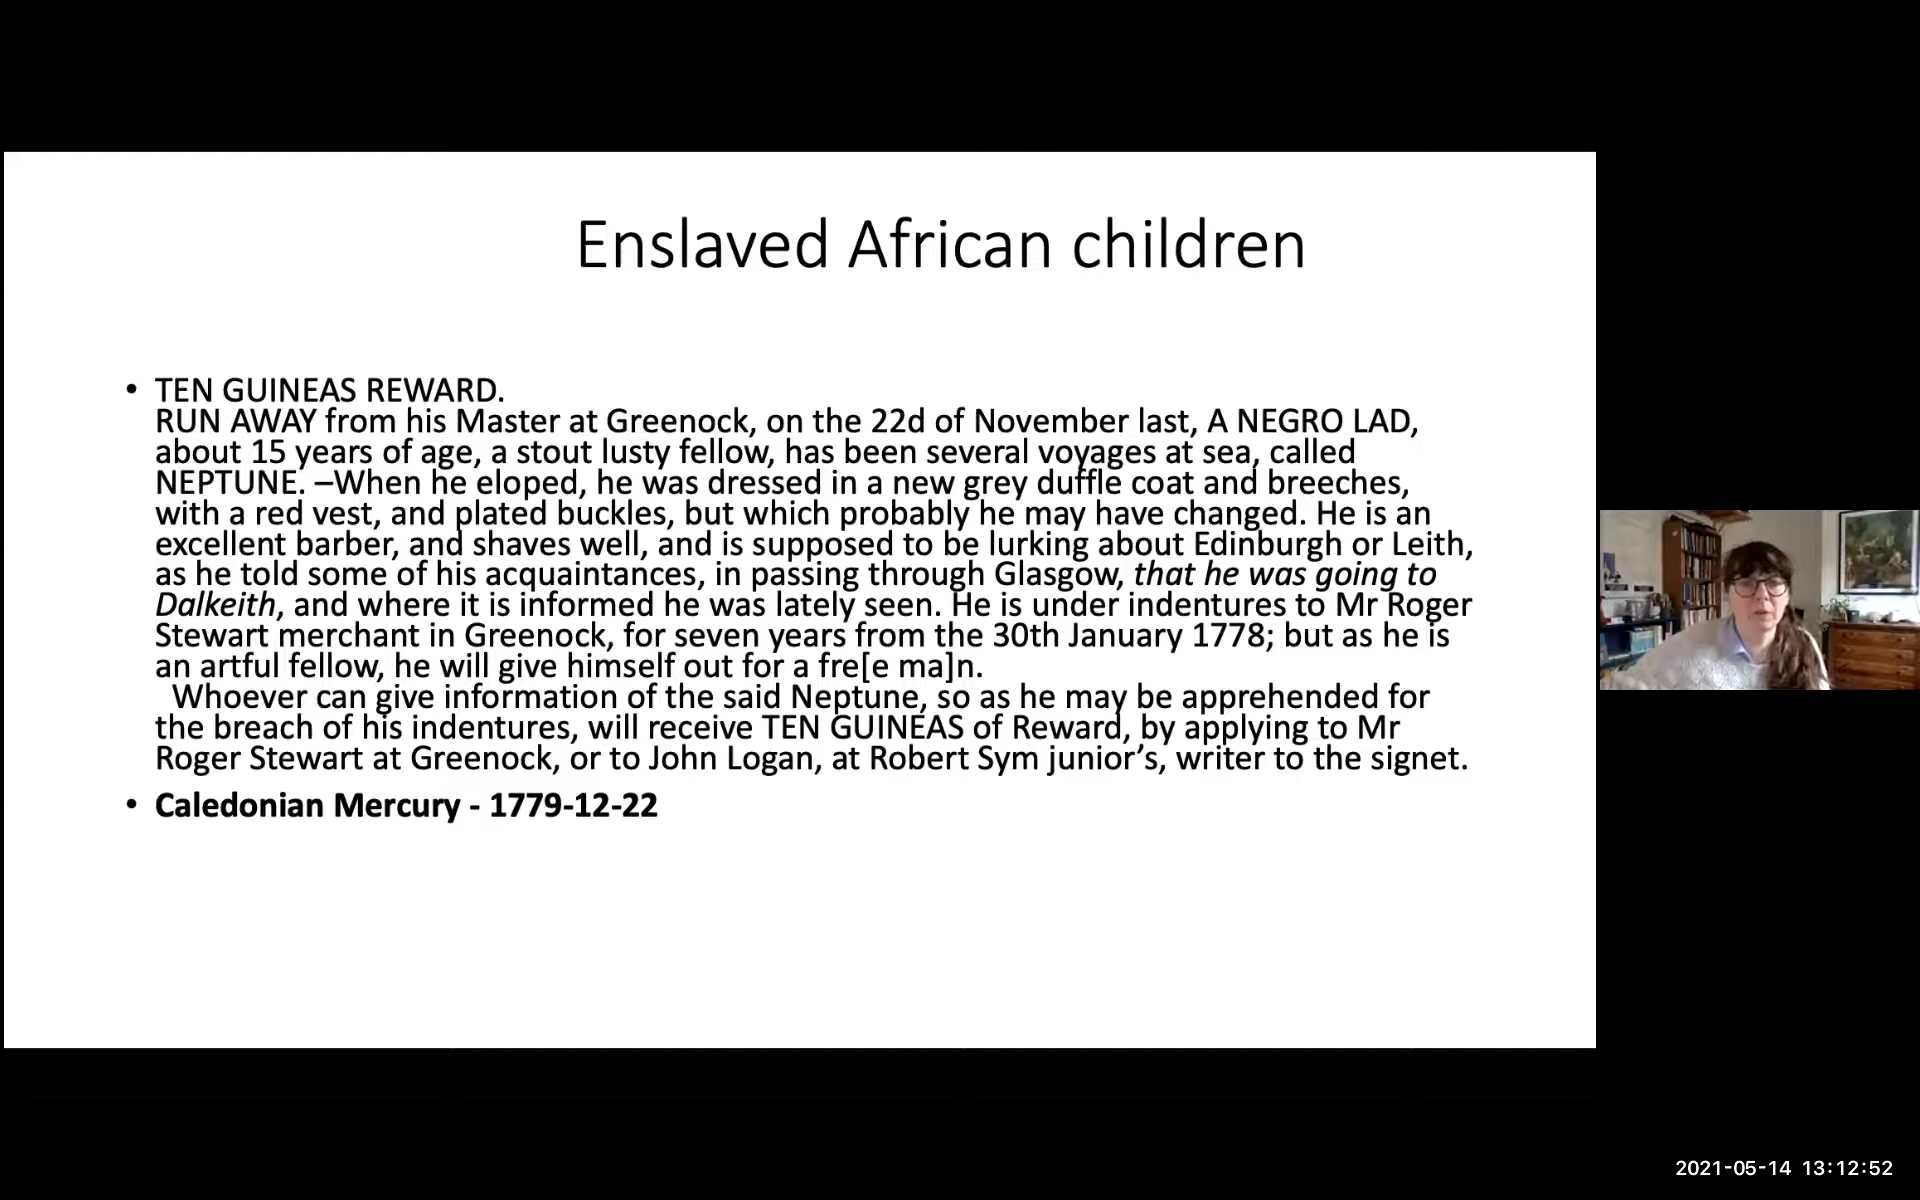 Enslaved African children
• TEN GUINEAS REWARD.
RUN AWAY from his Master at Greenock, on the 22d of November last, A NEGRO LAD,
about 15 years of age, a stout lusty fellow, has been several voyages at sea, called
NEPTUNE. –When he eloped, he was dressed in a new grey duffle coat and breeches,
with a red vest, and plated buckles, but which probably he may have changed. He is an
excellent barber, and shaves well, and is supposed to be lurking about Edinburgh or Leith,
as he told some of his acquaintances, in passing through Glasgow, that he was going to
Dalkeith, and where it is informed he was lately seen. He is under indentures to Mr Roger
Stewart merchant in Greenock, for seven years from the 30th January 1778; but as he is
an artful fellow, he will give himself out for a fre[e ma]n.
Whoever can give information of the said Neptune, so as he may be apprehended for
the breach of his indentures, will receive TEN GUINEAS of Reward, by applying to Mr
Roger Stewart at Greenock, or to John Logan, at Robert Sym junior’s, writer to the signet.
• Caledonian Mercury - 1779-12-22
2021-05-14 13:12:52